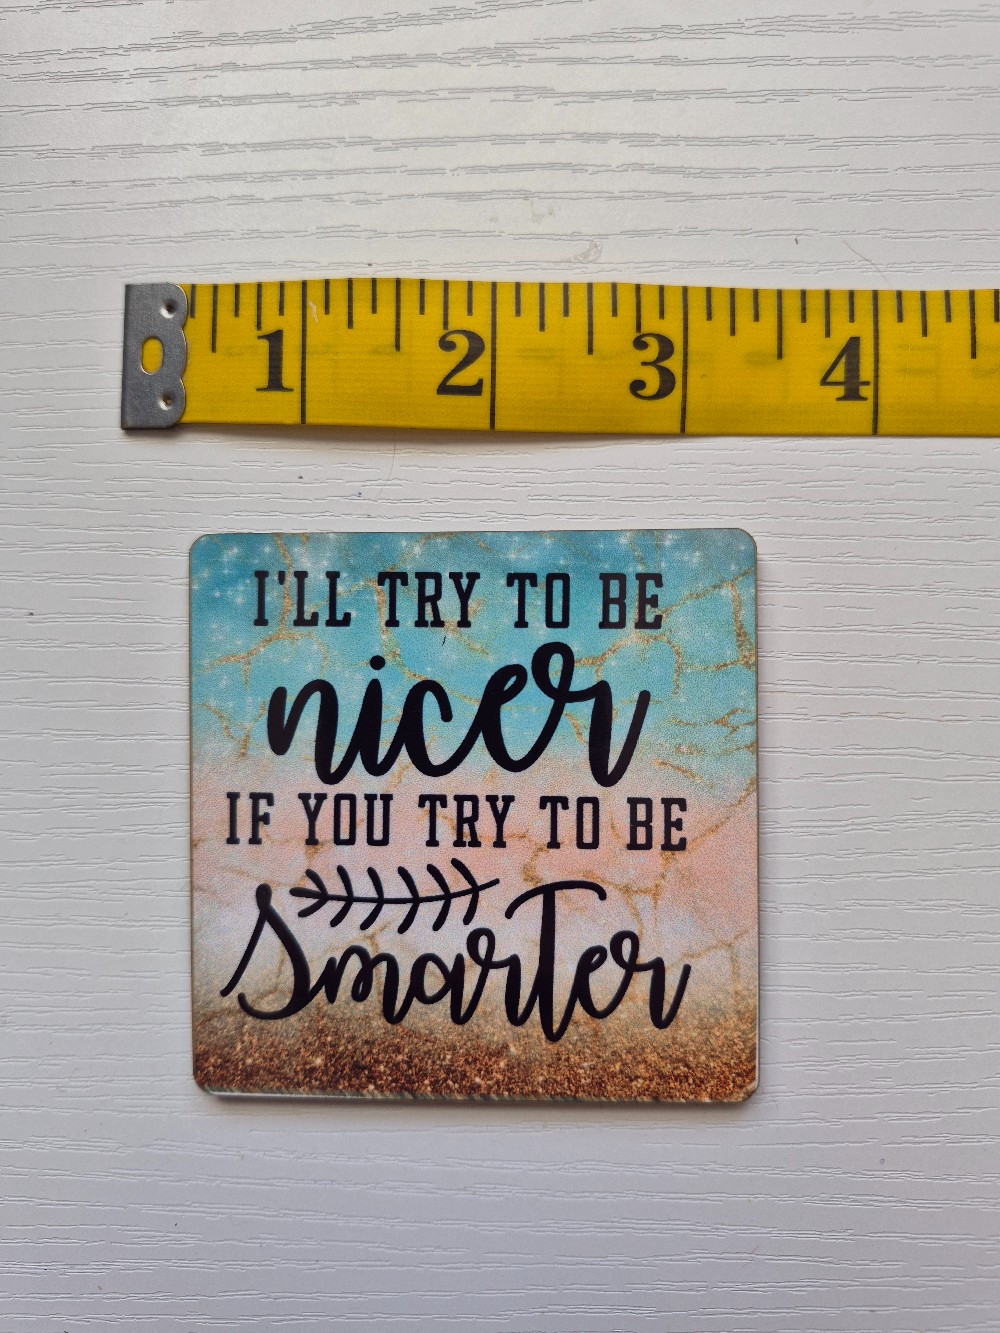 1 2 3 4
I'LL TRY TO BE
nicer
IF YOU TRY TO BE
Smarter